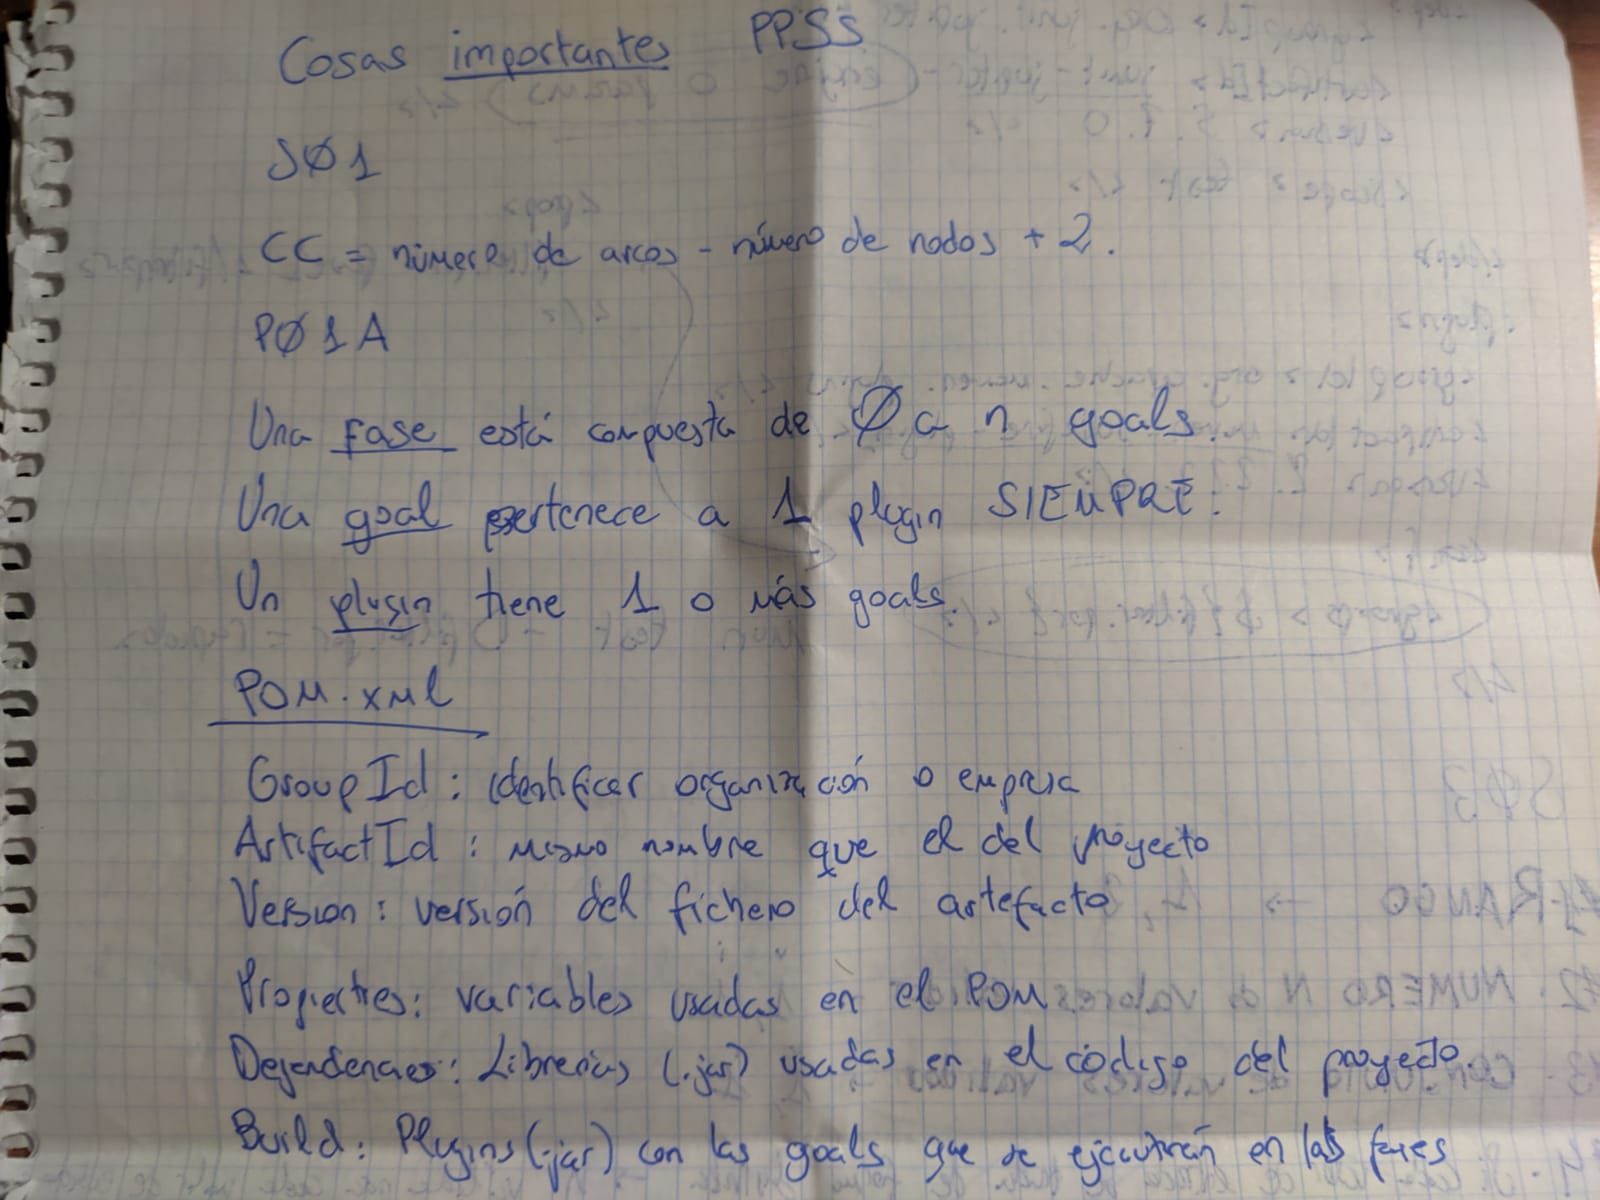 Cosas importantes PPSS
SØ1
CC = número de arcos - número de nodos + 2.
PØ1A
Una fase está compuesta de Ø a n goals.
Una goal pertenece a 1 plugin SIEMPRE.
Un plugin tiene 1 o más goals.
POM.xml
GroupId: identificar organización o empresa
ArtifactId: mismo nombre que el del proyecto
Version: versión del fichero del artefacto
Properties: variables usadas en el POM
Dependencies: Librerías (.jar) usadas en el código del proyecto.
Build: Plugins (.jar) con las goals que se ejecutarán en las fases